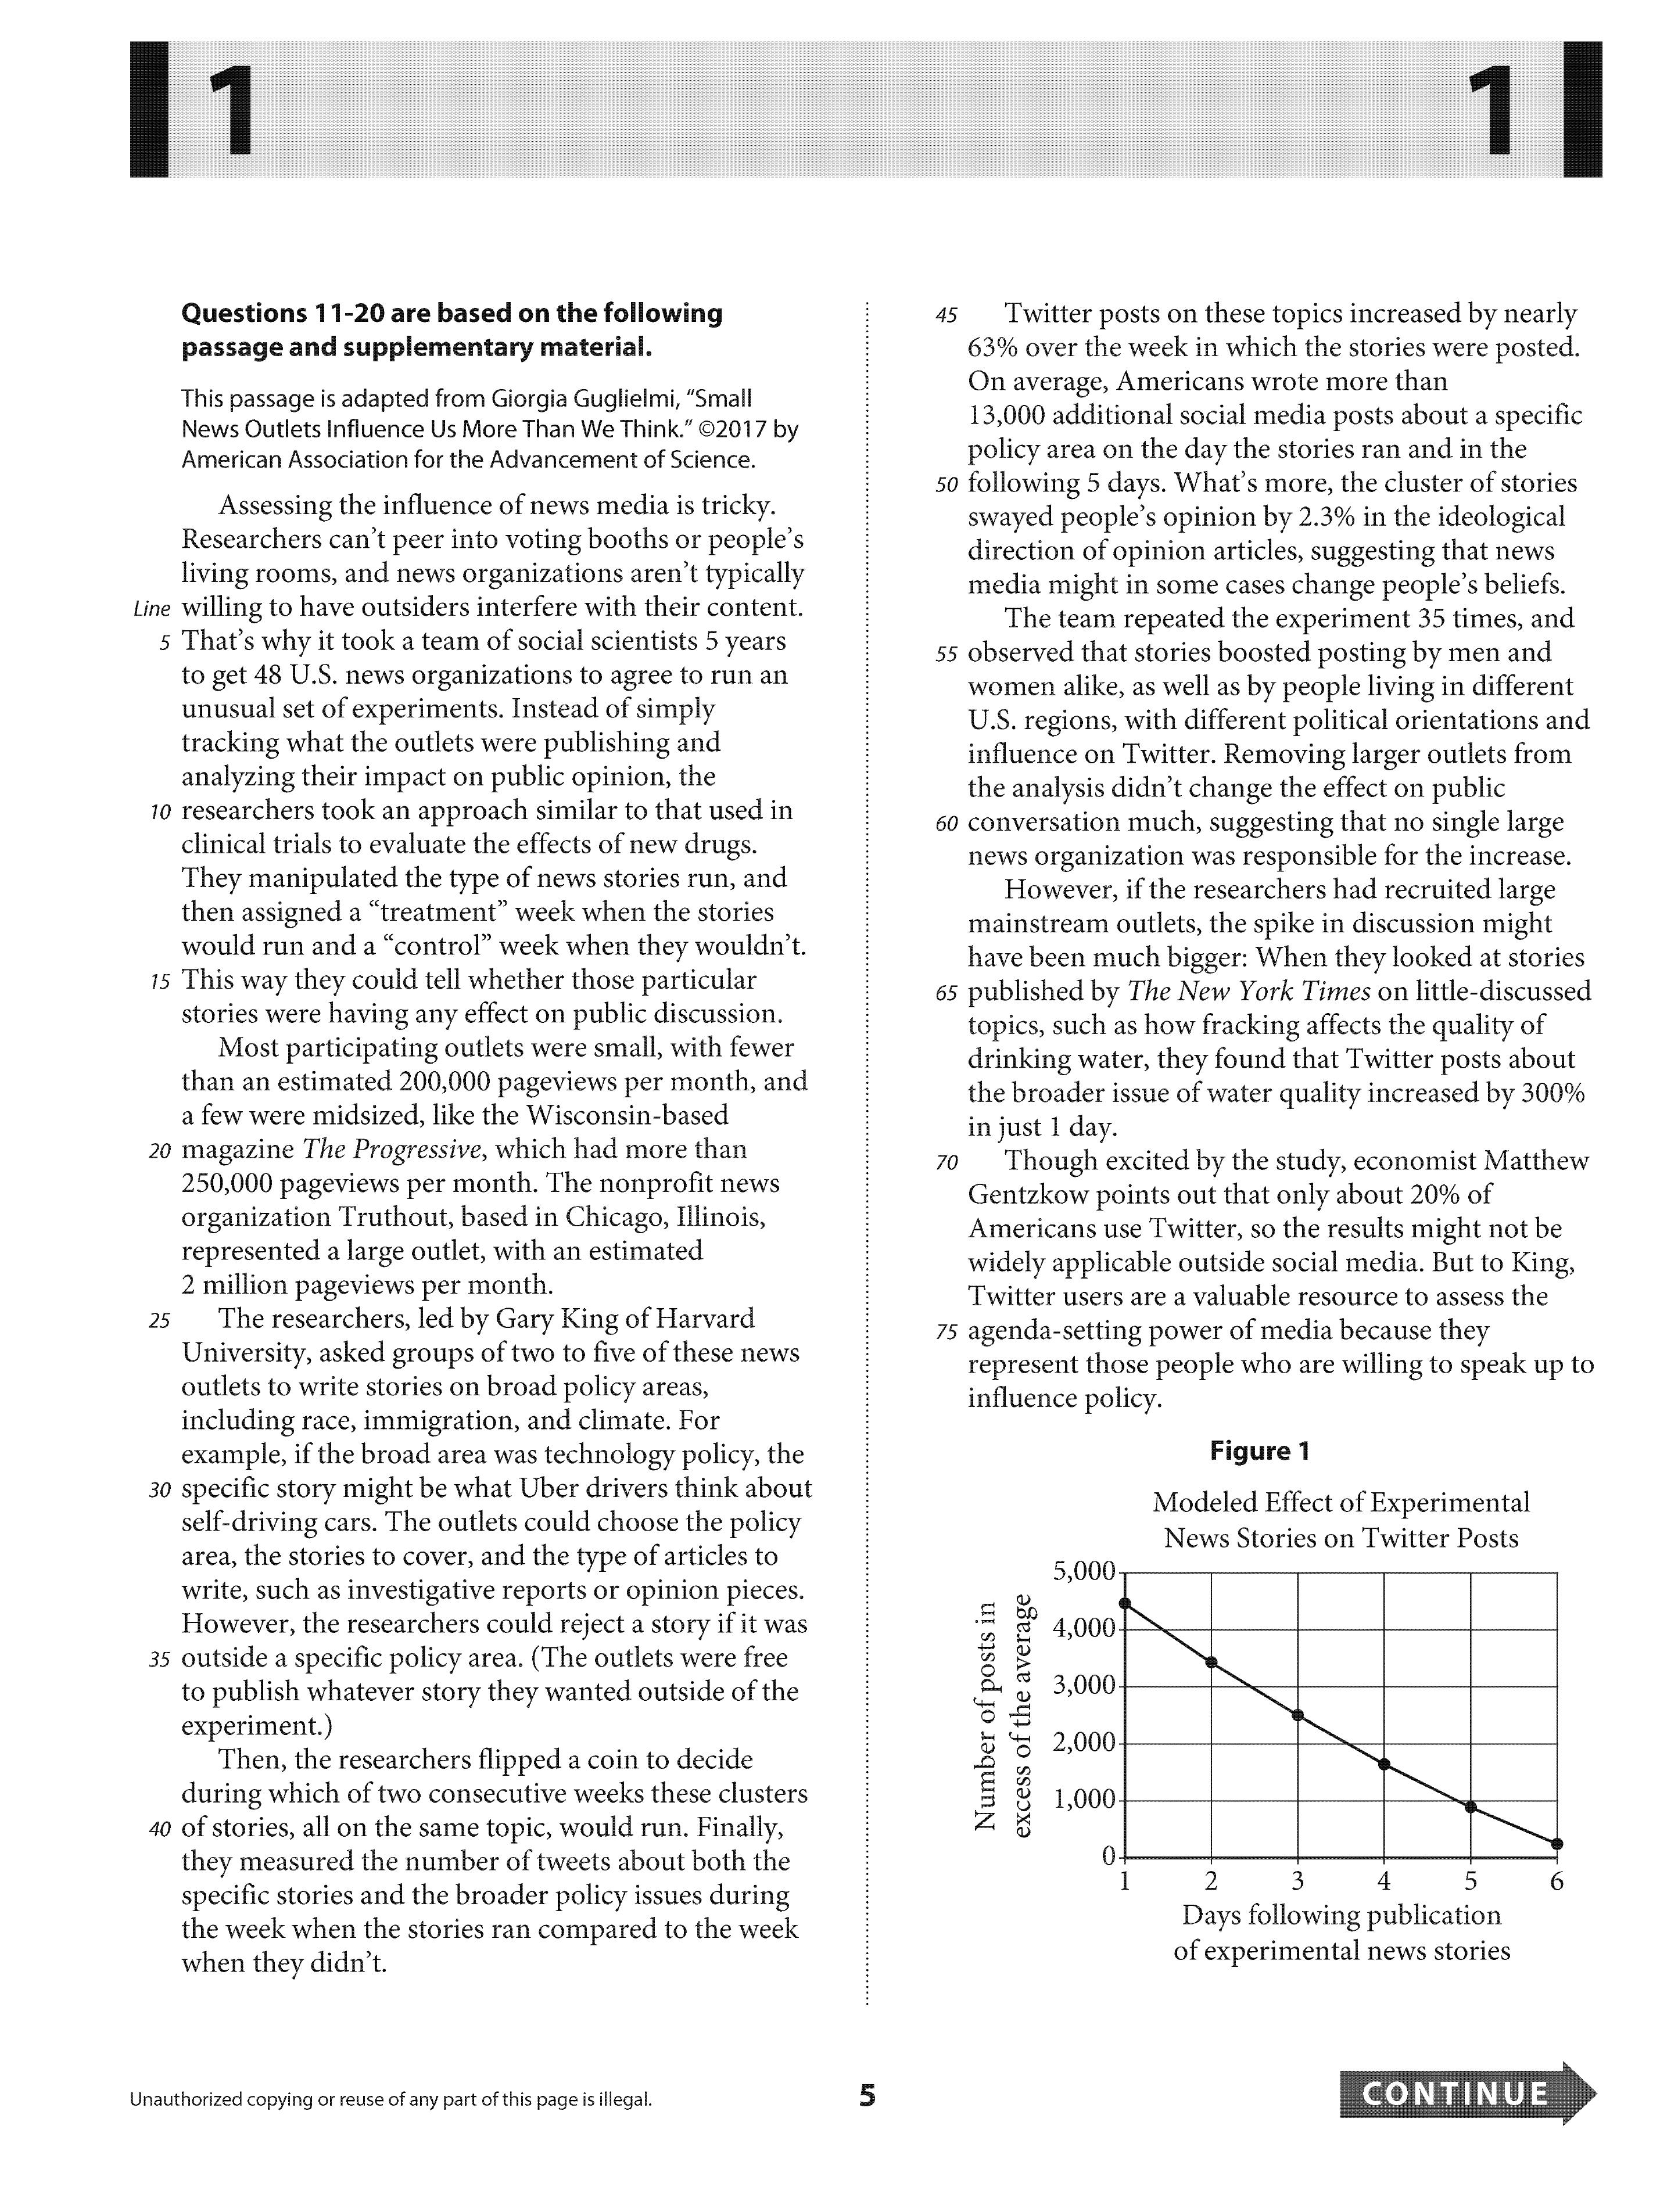 1
1
Questions 11-20 are based on the following
passage and supplementary material.
This passage is adapted from Giorgia Guglielmi, “Small
News Outlets Influence Us More Than We Think.” ©2017 by
American Association for the Advancement of Science.
Assessing the influence of news media is tricky.
Researchers can’t peer into voting booths or people’s
living rooms, and news organizations aren’t typically
Line willing to have outsiders interfere with their content.
5 That’s why it took a team of social scientists 5 years
to get 48 U.S. news organizations to agree to run an
unusual set of experiments. Instead of simply
tracking what the outlets were publishing and
analyzing their impact on public opinion, the
10 researchers took an approach similar to that used in
clinical trials to evaluate the effects of new drugs.
They manipulated the type of news stories run, and
then assigned a “treatment” week when the stories
would run and a “control” week when they wouldn’t.
15 This way they could tell whether those particular
stories were having any effect on public discussion.
Most participating outlets were small, with fewer
than an estimated 200,000 pageviews per month, and
a few were midsized, like the Wisconsin-based
20 magazine The Progressive, which had more than
250,000 pageviews per month. The nonprofit news
organization Truthout, based in Chicago, Illinois,
represented a large outlet, with an estimated
2 million pageviews per month.
25 The researchers, led by Gary King of Harvard
University, asked groups of two to five of these news
outlets to write stories on broad policy areas,
including race, immigration, and climate. For
example, if the broad area was technology policy, the
30 specific story might be what Uber drivers think about
self-driving cars. The outlets could choose the policy
area, the stories to cover, and the type of articles to
write, such as investigative reports or opinion pieces.
However, the researchers could reject a story if it was
35 outside a specific policy area. (The outlets were free
to publish whatever story they wanted outside of the
experiment.)
Then, the researchers flipped a coin to decide
during which of two consecutive weeks these clusters
40 of stories, all on the same topic, would run. Finally,
they measured the number of tweets about both the
specific stories and the broader policy issues during
the week when the stories ran compared to the week
when they didn’t.
45 Twitter posts on these topics increased by nearly
63% over the week in which the stories were posted.
On average, Americans wrote more than
13,000 additional social media posts about a specific
policy area on the day the stories ran and in the
50 following 5 days. What’s more, the cluster of stories
swayed people’s opinion by 2.3% in the ideological
direction of opinion articles, suggesting that news
media might in some cases change people’s beliefs.
The team repeated the experiment 35 times, and
55 observed that stories boosted posting by men and
women alike, as well as by people living in different
U.S. regions, with different political orientations and
influence on Twitter. Removing larger outlets from
the analysis didn’t change the effect on public
60 conversation much, suggesting that no single large
news organization was responsible for the increase.
However, if the researchers had recruited large
mainstream outlets, the spike in discussion might
have been much bigger: When they looked at stories
65 published by The New York Times on little-discussed
topics, such as how fracking affects the quality of
drinking water, they found that Twitter posts about
the broader issue of water quality increased by 300%
in just 1 day.
70 Though excited by the study, economist Matthew
Gentzkow points out that only about 20% of
Americans use Twitter, so the results might not be
widely applicable outside social media. But to King,
Twitter users are a valuable resource to assess the
75 agenda-setting power of media because they
represent those people who are willing to speak up to
influence policy.
Figure 1
Modeled Effect of Experimental
News Stories on Twitter Posts
Number of posts in
excess of the average
5,000
4,000
3,000
2,000
1,000
0
1 2 3 4 5 6
Days following publication
of experimental news stories
Unauthorized copying or reuse of any part of this page is illegal.
5
CONTINUE